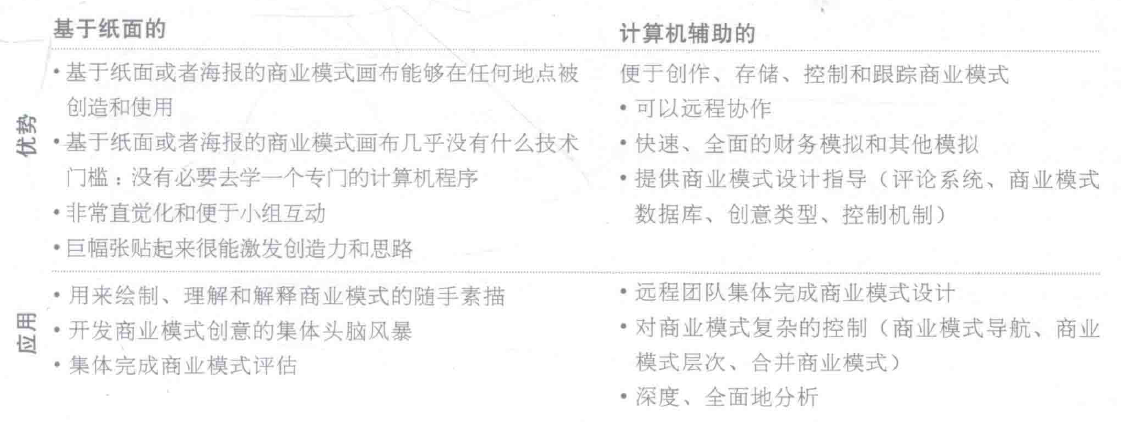 基于纸面的
计算机辅助的
优势
• 基于纸面或者海报的商业模式画布能够在任何地点被
创造和使用
• 基于纸面或者海报的商业模式画布几乎没有什么技术
门槛：没有必要去学一个专门的计算机程序
• 非常直觉化和便于小组互动
• 巨幅张贴起来很能激发创造力和思路
便于创作、存储、控制和跟踪商业模式
• 可以远程协作
• 快速、全面的财务模拟和其他模拟
• 提供商业模式设计指导（评论系统、商业模式
数据库、创意类型、控制机制）
应用
• 用来绘制、理解和解释商业模式的随手素描
• 开发商业模式创意的集体头脑风暴
• 集体完成商业模式评估
• 远程团队集体完成商业模式设计
• 对商业模式复杂的控制（商业模式导航、商业
模式层次、合并商业模式）
• 深度、全面地分析